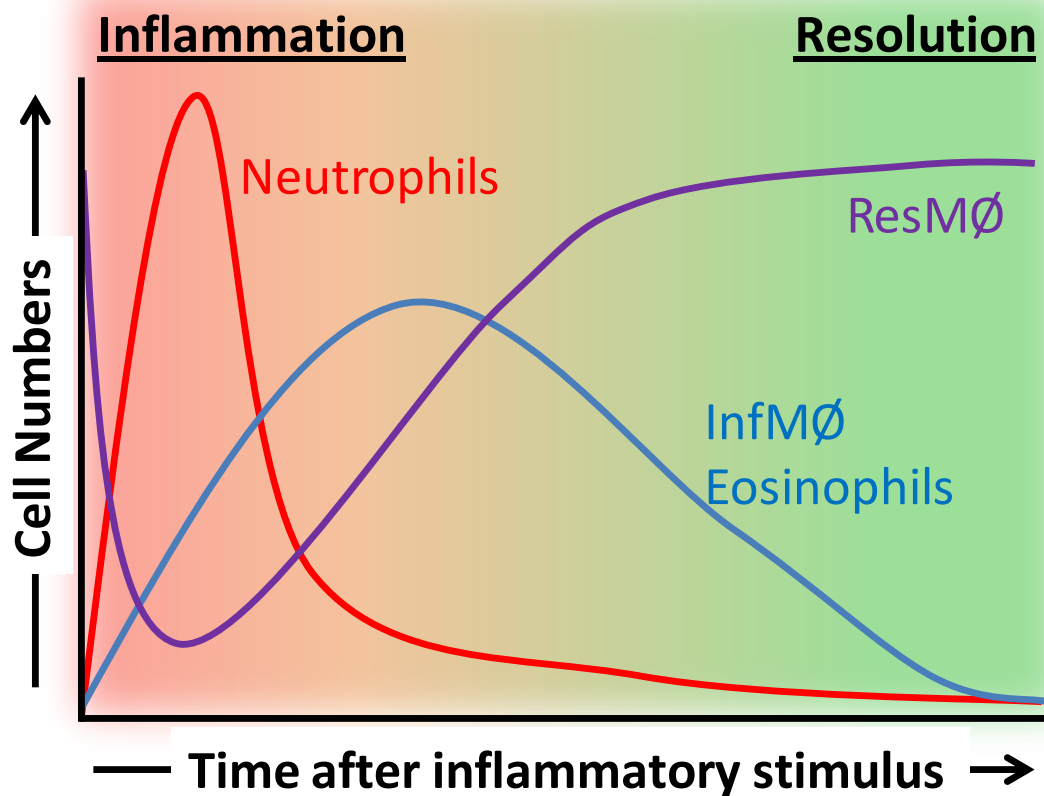 Inflammation
Resolution
Neutrophils
ResMØ
InfMØ
Eosinophils
Cell Numbers
Time after inflammatory stimulus